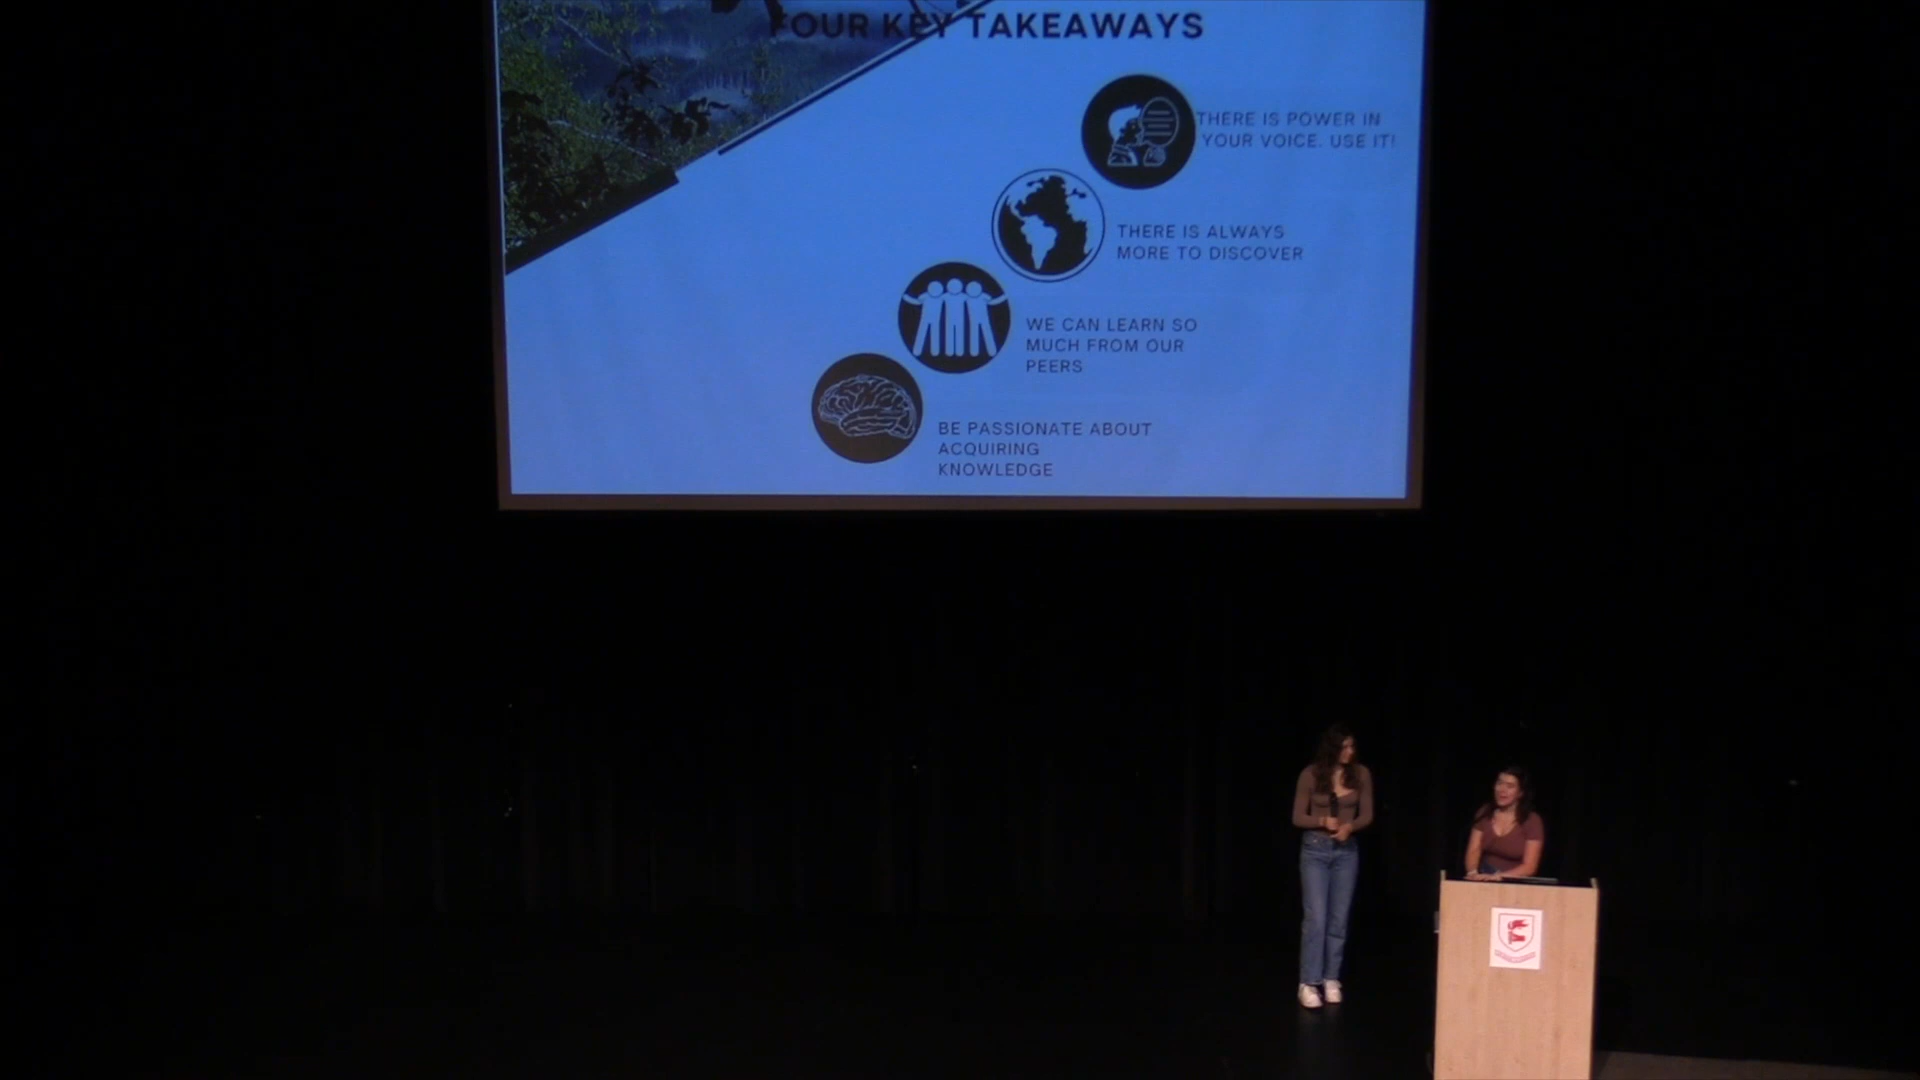 FOUR KEY TAKEAWAYS
THERE IS POWER IN
YOUR VOICE. USE IT!
THERE IS ALWAYS
MORE TO DISCOVER
WE CAN LEARN SO
MUCH FROM OUR
PEERS
BE PASSIONATE ABOUT
ACQUIRING
KNOWLEDGE